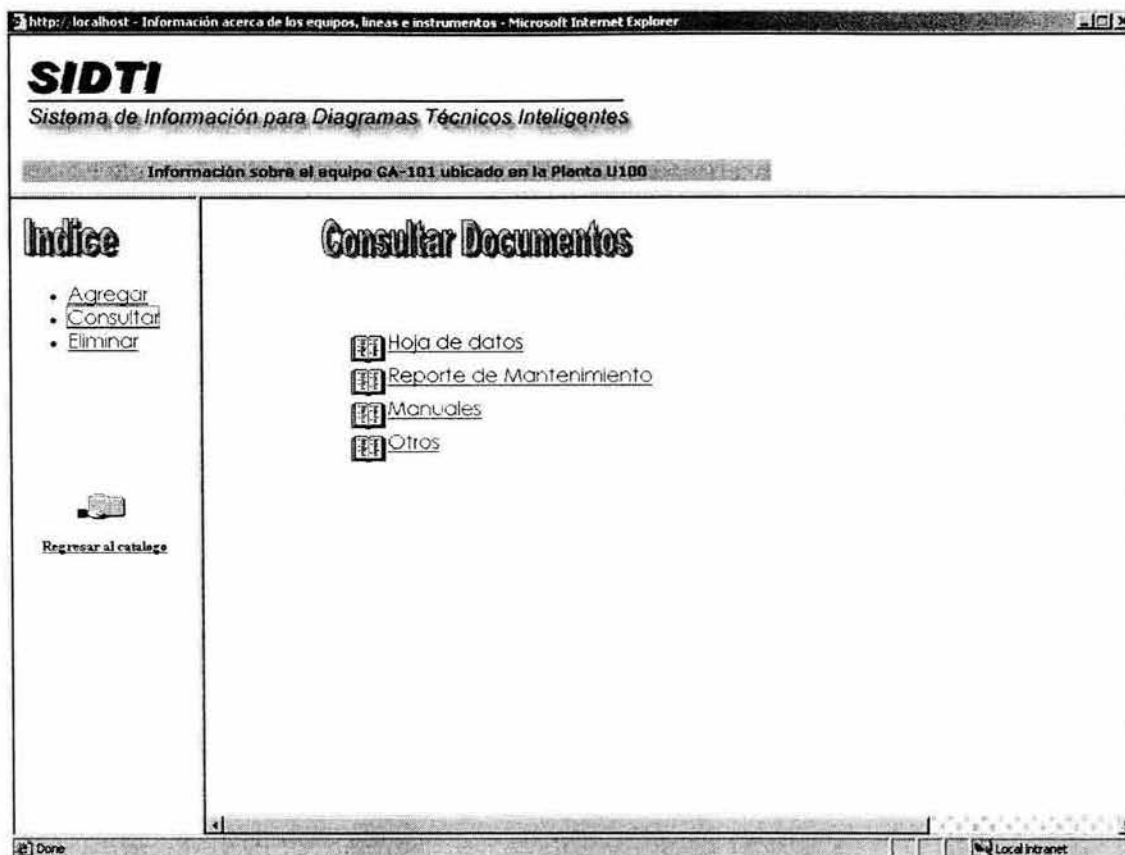 http://localhost - Información acerca de los equipos, lineas e instrumentos - Microsoft Internet Explorer
SIDTI
Sistema de Información para Diagramas Técnicos Inteligentes
Información sobre el equipo GA-101 ubicado en la Planta U100
Indice
Agregar
Consultar
Eliminar
Regresar al catalogo
Consultar Documentos
Hoja de datos
Reporte de Mantenimiento
Manuales
Otros
Done
Local intranet